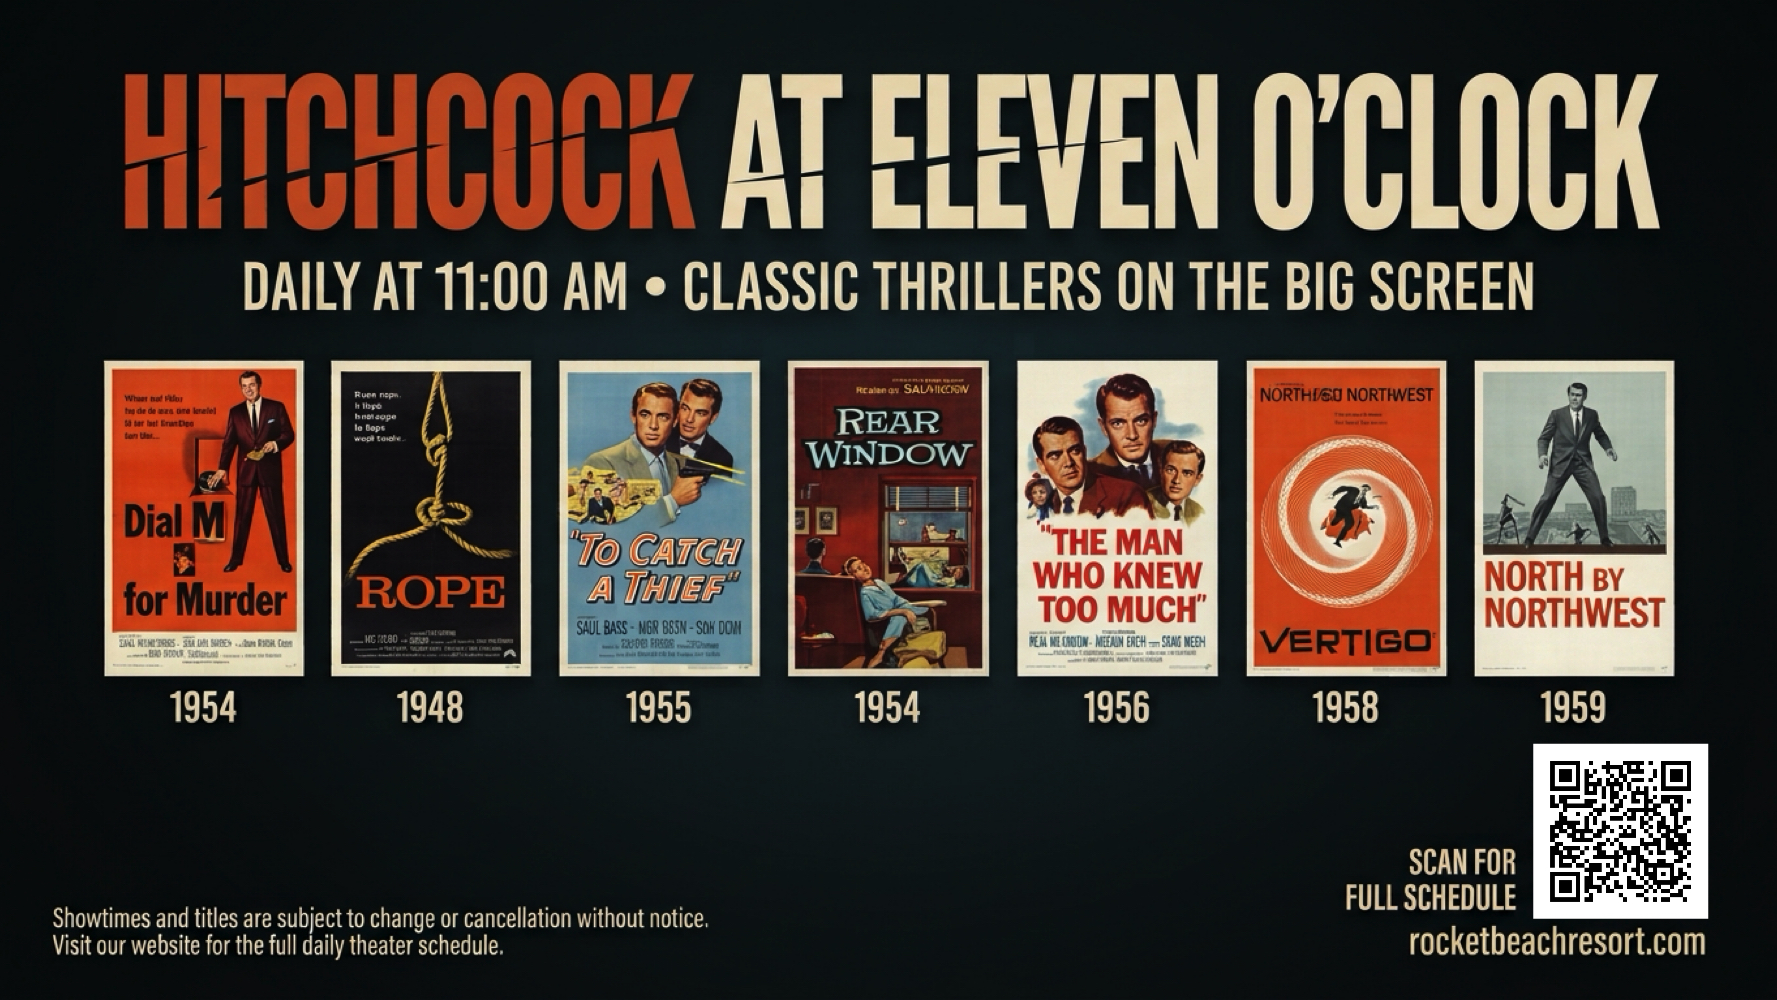 HITCHCOCK AT ELEVEN O'CLOCK
DAILY AT 11:00 AM • CLASSIC THRILLERS ON THE BIG SCREEN
Dial M
for Murder
1954
ROPE
1948
"TO CATCH
A THIEF"
SAUL BASS
1955
REAR
WINDOW
1954
"THE MAN
WHO KNEW
TOO MUCH"
1956
NORTHWEST
VERTIGO
1958
NORTH BY
NORTHWEST
1959
SCAN FOR
FULL SCHEDULE
rocketbeachresort.com
Showtimes and titles are subject to change or cancellation without notice.
Visit our website for the full daily theater schedule.